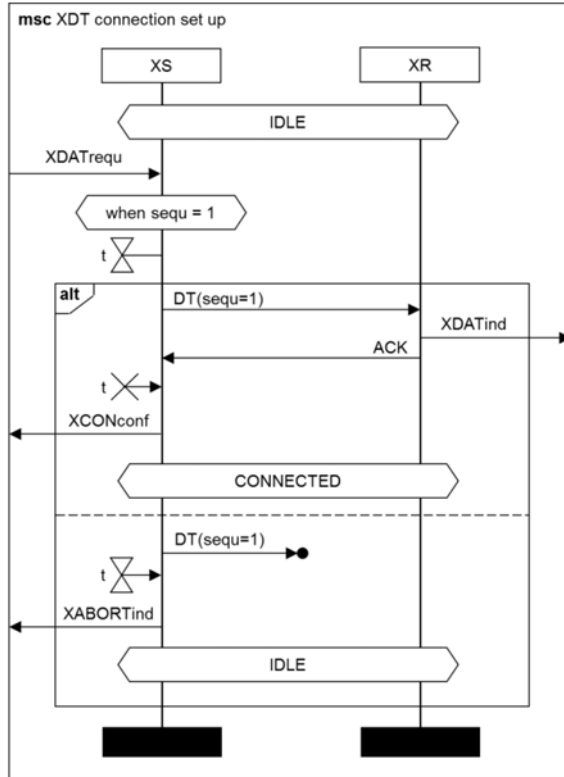 msc XDT connection set up
XS
XR
IDLE
XDATrequ
when sequ = 1
t
alt
DT(sequ=1)
XDATind
ACK
t
XCONconf
CONNECTED
DT(sequ=1)
t
XABORTind
IDLE